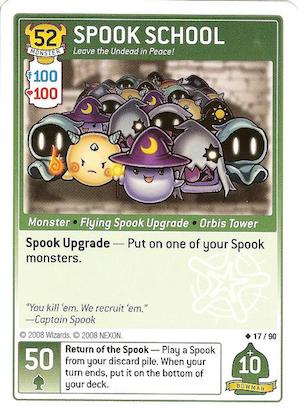 52
MONSTER
SPOOK SCHOOL
Leave the Undead in Peace!
100
100
Monster • Flying Spook Upgrade • Orbis Tower
Spook Upgrade — Put on one of your Spook
monsters.
"You kill 'em. We recruit 'em."
—Captain Spook
© 2008 Wizards. © 2008 NEXON.
◆ 17 / 90
50
Return of the Spook — Play a Spook
from your discard pile. When your
turn ends, put it on the bottom of
your deck.
+
10
BOWMAN